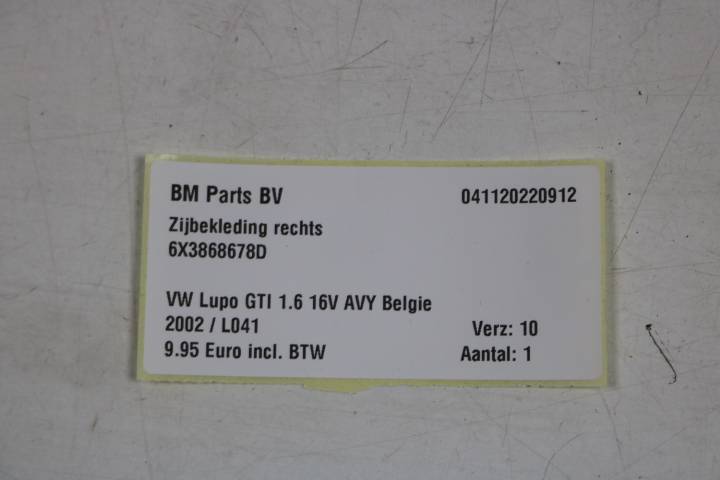 BM Parts BV 041120220912
Zijbekleding rechts
6X3868678D
VW Lupo GTI 1.6 16V AVY Belgie
2002 / L041 Verz: 10
9.95 Euro incl. BTW Aantal: 1